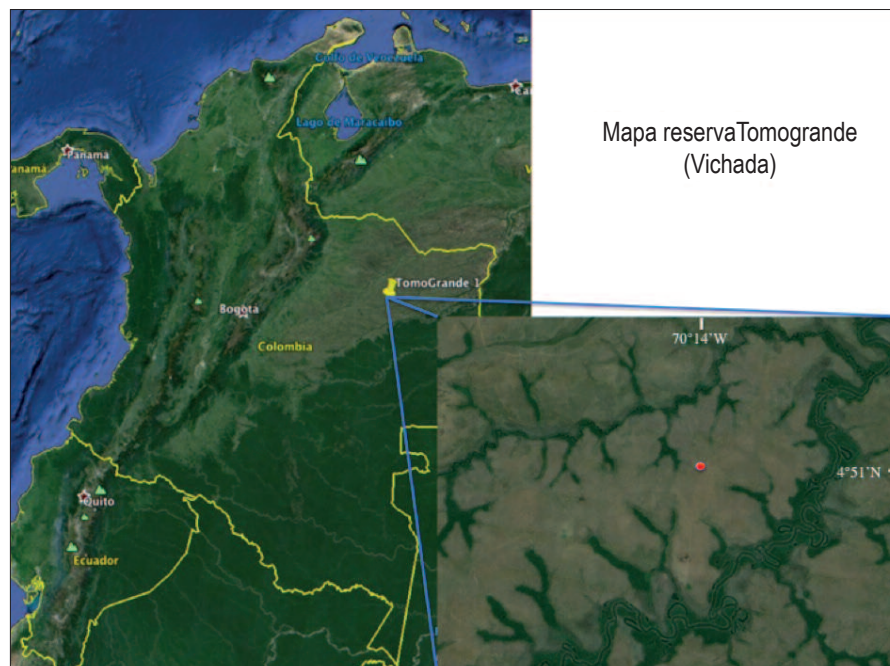 Golfo de Venezuela
Lago de Maracaibo
Mapa reservaTomogrande
(Vichada)
Panamá
anamá
TomoGrande 1
Bogota
Colombia
70°14'W
4°51'N
Quito
Ecuador